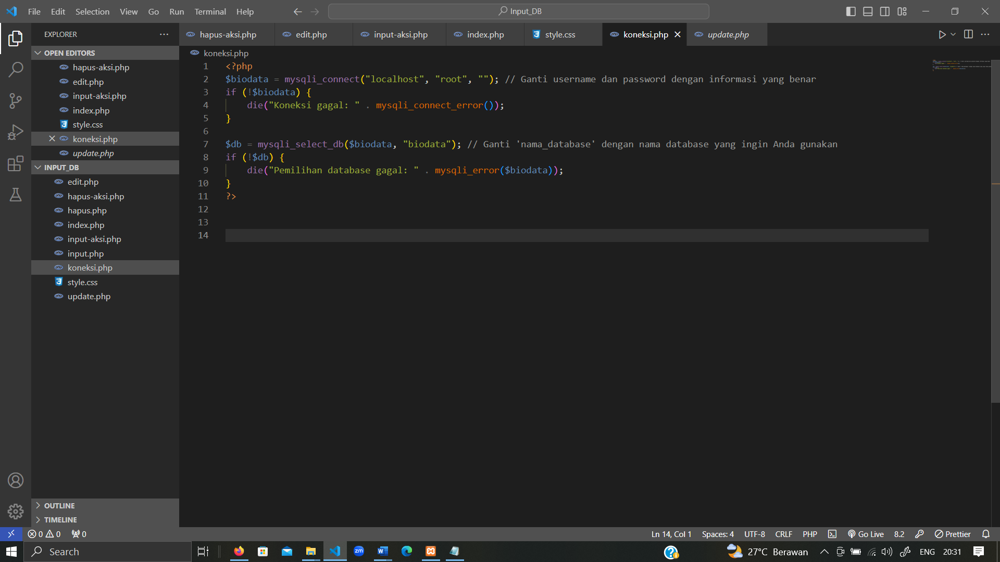 File Edit Selection View Go Run Terminal Help
Input_DB
EXPLORER
OPEN EDITORS
hapus-aksi.php
edit.php
input-aksi.php
index.php
style.css
koneksi.php
update.php
INPUT_DB
edit.php
hapus-aksi.php
hapus.php
index.php
input-aksi.php
input.php
koneksi.php
style.css
update.php
OUTLINE
TIMELINE
hapus-aksi.php edit.php input-aksi.php index.php style.css koneksi.php update.php
koneksi.php
1 <?php
2 $biodata = mysqli_connect("localhost", "root", ""); // Ganti username dan password dengan informasi yang benar
3 if (!$biodata) {
4 die("Koneksi gagal: " . mysqli_connect_error());
5 }
6
7 $db = mysqli_select_db($biodata, "biodata"); // Ganti 'nama_database' dengan nama database yang ingin Anda gunakan
8 if (!$db) {
9 die("Pemilihan database gagal: " . mysqli_error($biodata));
10 }
11 ?>
12
13
14
0 0 0 Ln 14, Col 1 Spaces: 4 UTF-8 CRLF PHP Go Live 8.2 Prettier
Search 27°C Berawan ENG 20:31